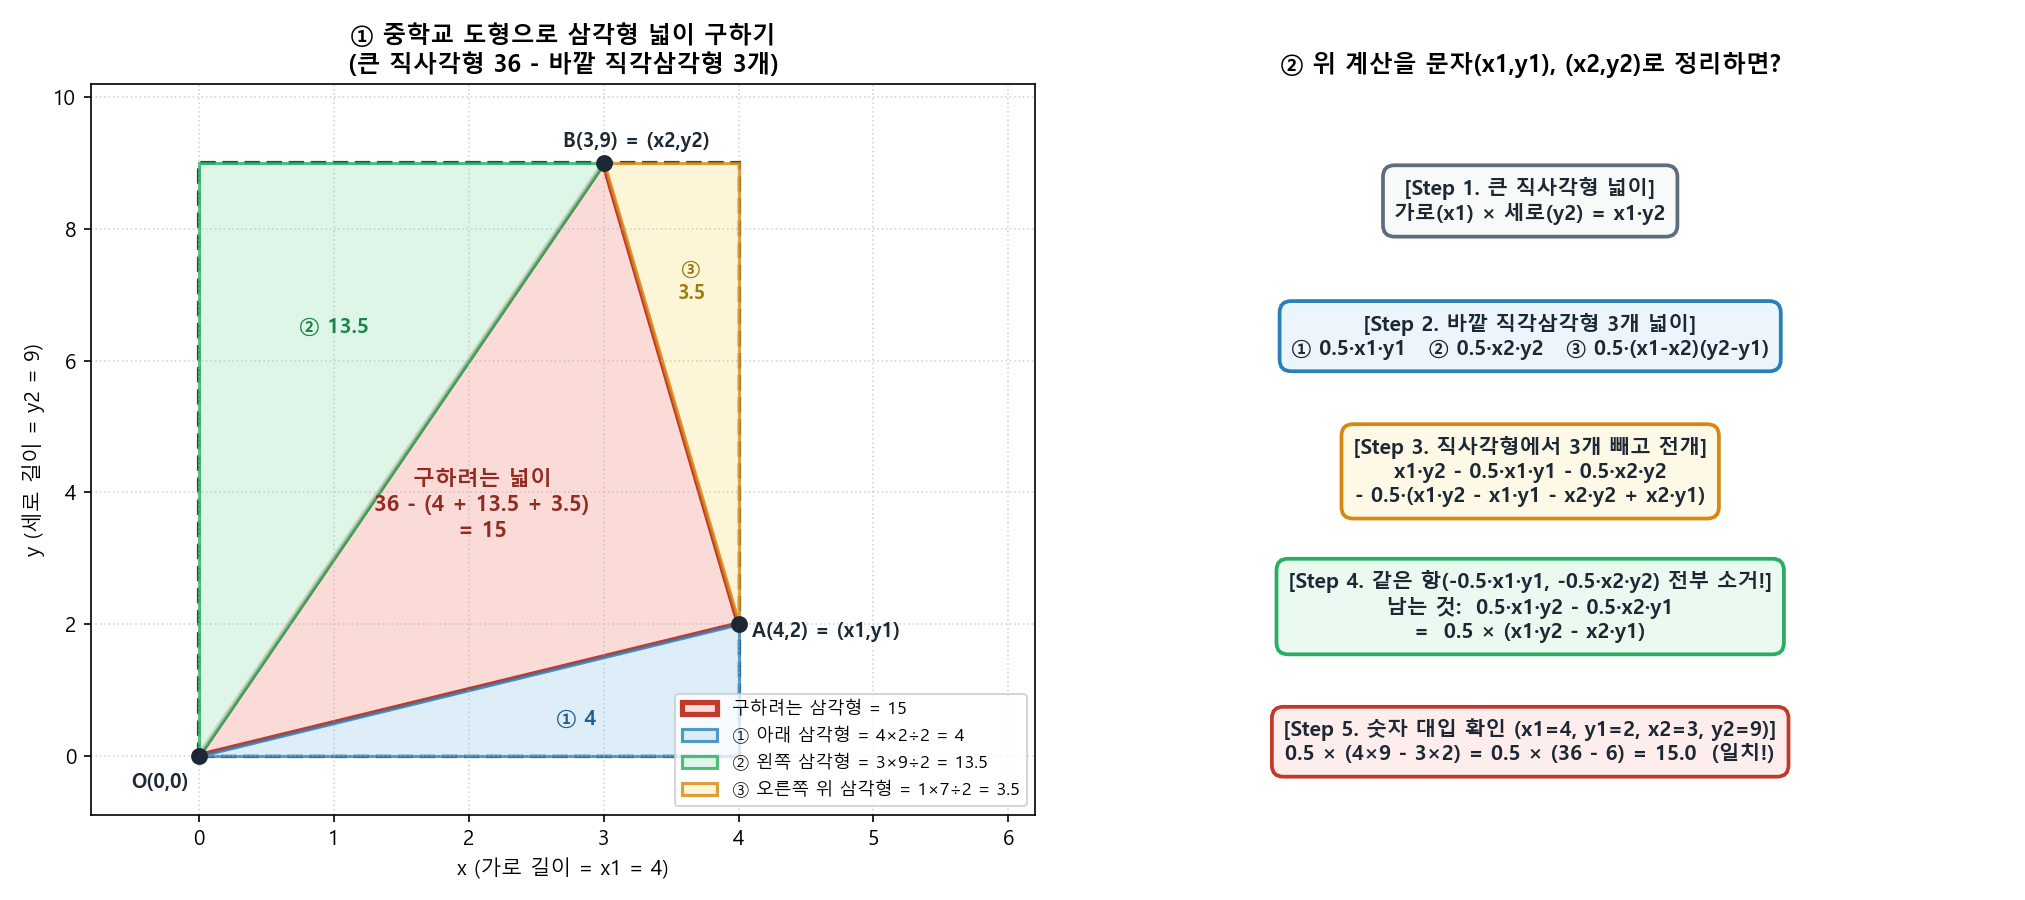 ① 중학교 도형으로 삼각형 넓이 구하기
(큰 직사각형 36 - 바깥 직각삼각형 3개)
10
8
6
4
2
0
y (세로 길이 = y2 = 9)
B(3,9) = (x2,y2)
③
3.5
② 13.5
구하려는 넓이
36 - (4 + 13.5 + 3.5)
= 15
A(4,2) = (x1,y1)
① 4
O(0,0)
구하려는 삼각형 = 15
① 아래 삼각형 = 4×2÷2 = 4
② 왼쪽 삼각형 = 3×9÷2 = 13.5
③ 오른쪽 위 삼각형 = 1×7÷2 = 3.5
0 1 2 3 4 5 6
x (가로 길이 = x1 = 4)
② 위 계산을 문자(x1,y1), (x2,y2)로 정리하면?
[Step 1. 큰 직사각형 넓이]
가로(x1) × 세로(y2) = x1·y2
[Step 2. 바깥 직각삼각형 3개 넓이]
① 0.5·x1·y1 ② 0.5·x2·y2 ③ 0.5·(x1-x2)(y2-y1)
[Step 3. 직사각형에서 3개 빼고 전개]
x1·y2 - 0.5·x1·y1 - 0.5·x2·y2
- 0.5·(x1·y2 - x1·y1 - x2·y2 + x2·y1)
[Step 4. 같은 항(-0.5·x1·y1, -0.5·x2·y2) 전부 소거!]
남는 것: 0.5·x1·y2 - 0.5·x2·y1
= 0.5 × (x1·y2 - x2·y1)
[Step 5. 숫자 대입 확인 (x1=4, y1=2, x2=3, y2=9)]
0.5 × (4×9 - 3×2) = 0.5 × (36 - 6) = 15.0 (일치!)